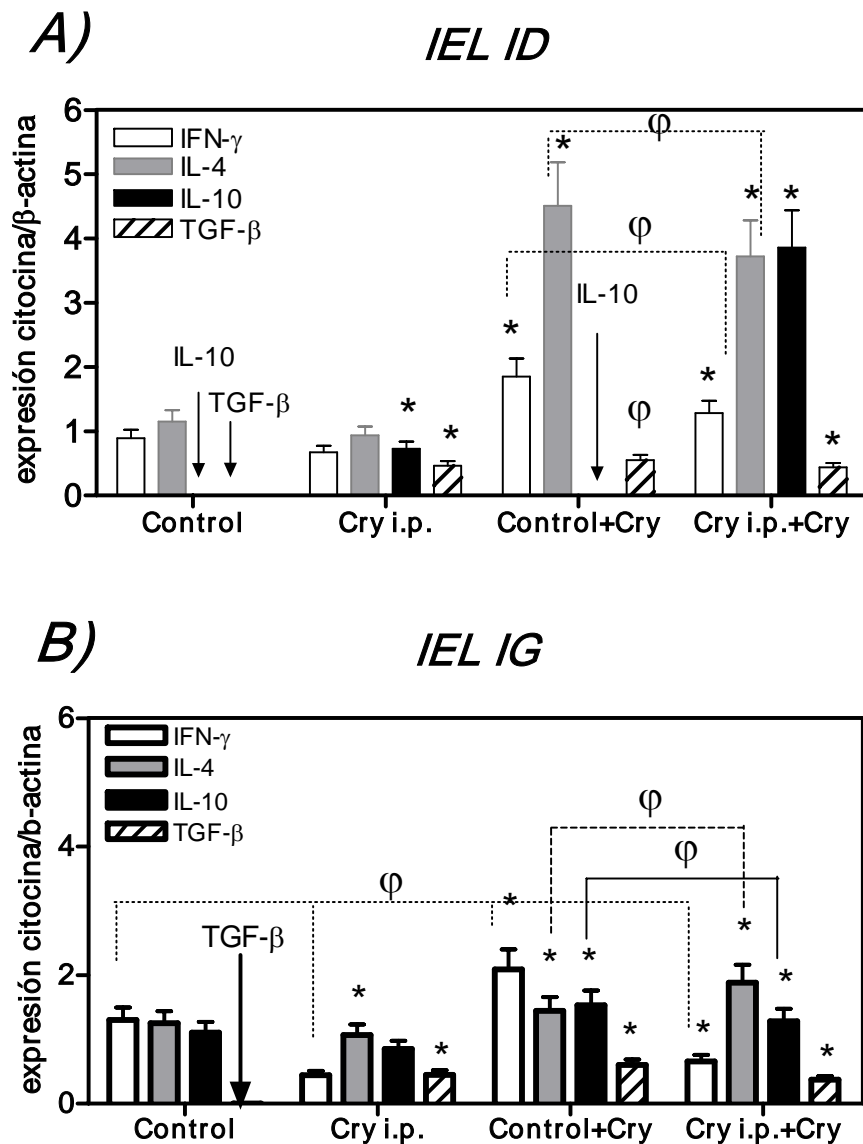 A)
IEL ID
expresión citocina/β-actina
6
5
4
3
2
1
0
IFN-γ
IL-4
IL-10
TGF-β
φ
* * *
φ
IL-10
*
IL-10
TGF-β
* *
φ
* *
Control Cry i.p. Control+Cry Cry i.p.+Cry
B)
IEL IG
expresión citocina/b-actina
6
4
2
0
IFN-γ
IL-4
IL-10
TGF-β
φ
φ
φ
*
TGF-β
*
* * * *
* * * *
*
Control Cry i.p. Control+Cry Cry i.p.+Cry